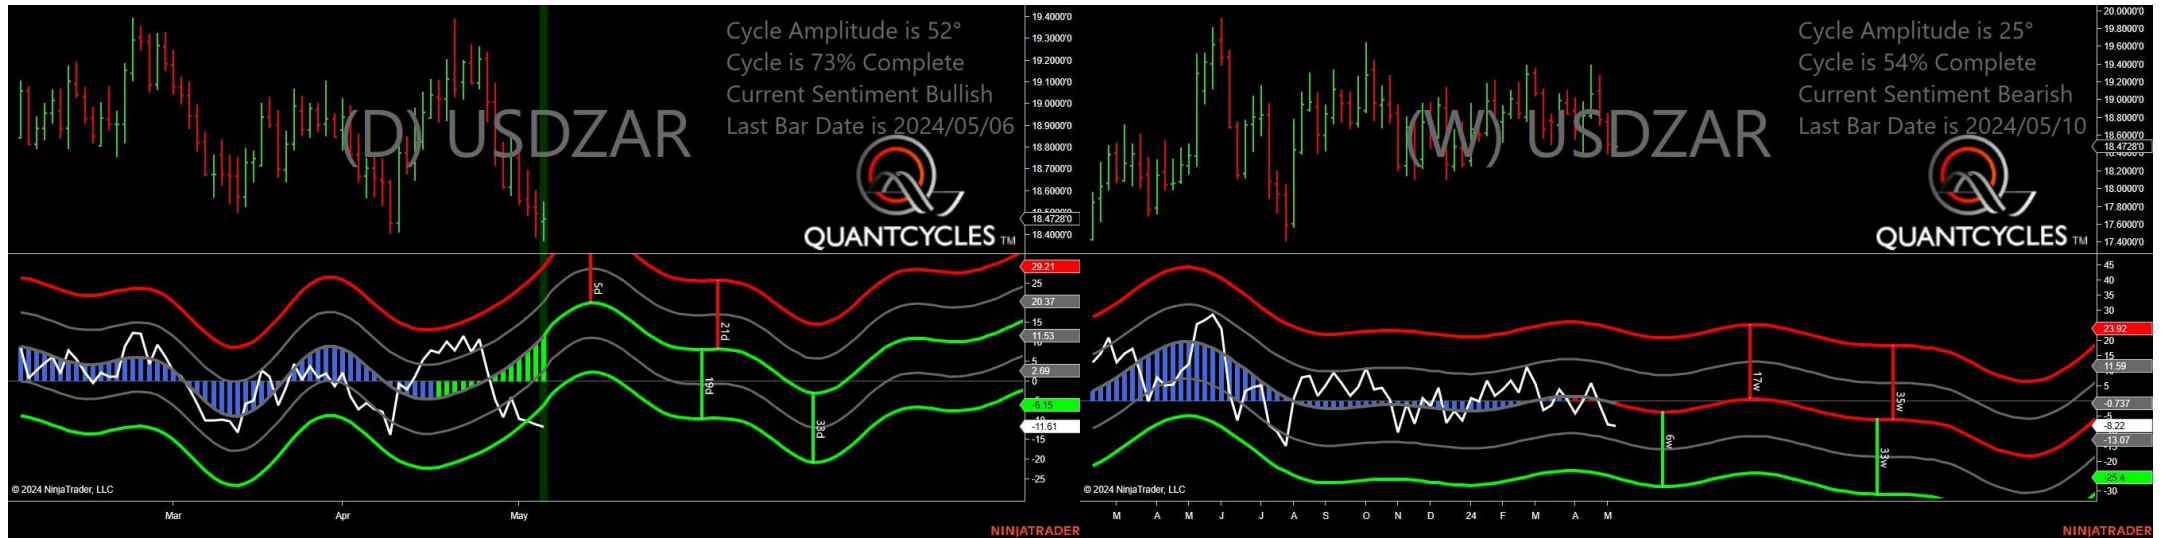 Cycle Amplitude is 52°
Cycle is 73% Complete
Current Sentiment Bullish
Last Bar Date is 2024/05/06
(D) USDZAR
QUANTCYCLES TM
19.4000'0
19.3000'0
19.2000'0
19.1000'0
19.0000'0
18.9000'0
18.8000'0
18.7000'0
18.6000'0
18.4728'0
18.4000'0
29.21
25
20.37
15
11.53
10
2.69
0
-6.15
-11.61
-15
-20
-25
5d
21d
19d
33d
© 2024 NinjaTrader, LLC
Mar
Apr
May
NINJATRADER
Cycle Amplitude is 25°
Cycle is 54% Complete
Current Sentiment Bearish
Last Bar Date is 2024/05/10
(W) USDZAR
QUANTCYCLES TM
20.0000'0
19.8000'0
19.6000'0
19.4000'0
19.2000'0
19.0000'0
18.8000'0
18.6000'0
18.4728'0
18.2000'0
18.0000'0
17.8000'0
17.6000'0
17.4000'0
45
40
35
30
23.92
20
15
11.59
5
-0.737
-5
-8.22
-13.07
-20
-25.4
-30
17w
35w
6w
33w
© 2024 NinjaTrader, LLC
M
A
M
J
J
A
S
O
N
D
24
F
M
A
M
NINJATRADER